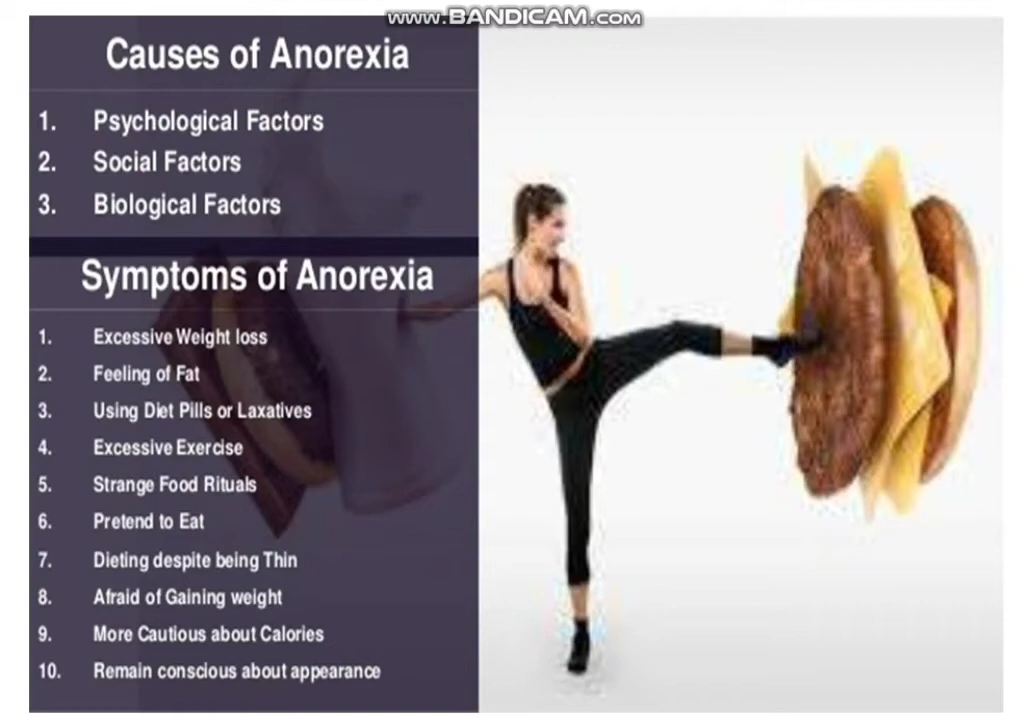 www.BANDICAM.com
Causes of Anorexia
1. Psychological Factors
2. Social Factors
3. Biological Factors
Symptoms of Anorexia
1. Excessive Weight loss
2. Feeling of Fat
3. Using Diet Pills or Laxatives
4. Excessive Exercise
5. Strange Food Rituals
6. Pretend to Eat
7. Dieting despite being Thin
8. Afraid of Gaining weight
9. More Cautious about Calories
10. Remain conscious about appearance